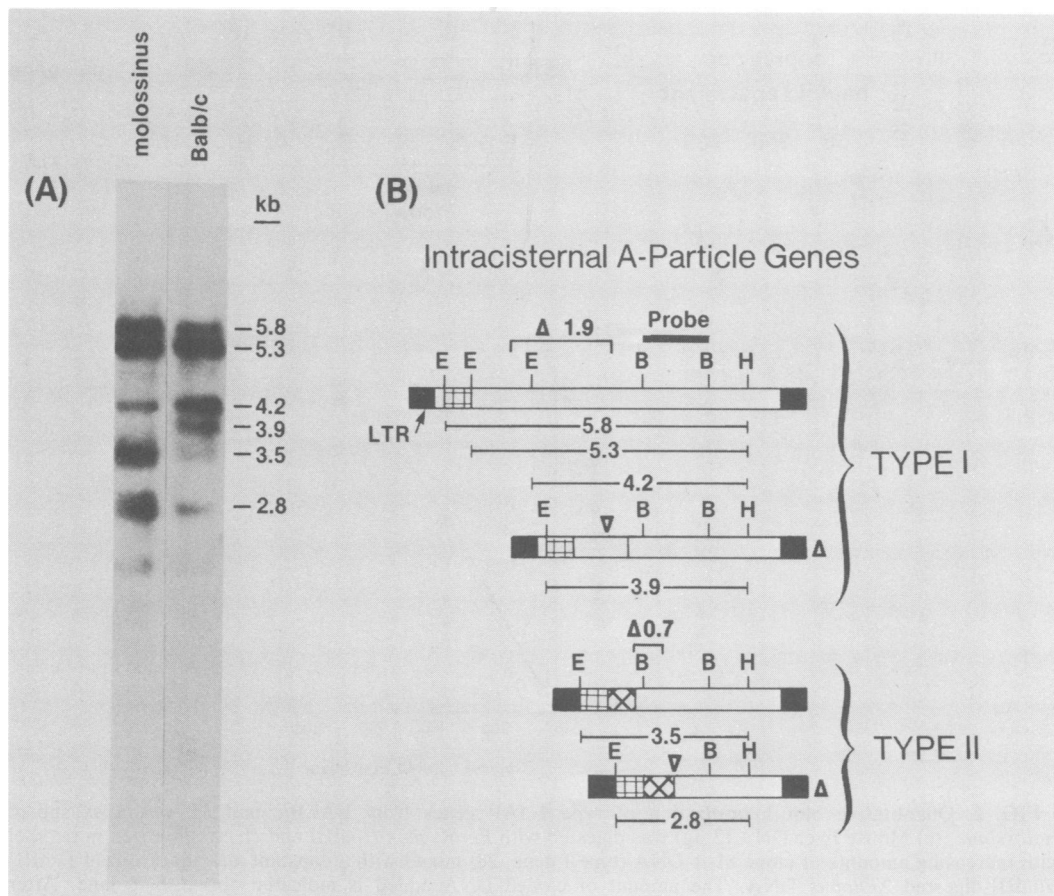 (A)
molossinus
Balb/c
kb
5.8
5.3
4.2
3.9
3.5
2.8
(B)
Intracisternal A-Particle Genes
Δ 1.9
Probe
E E E B B H
LTR
5.8
5.3
4.2
E ∇ B B H
Δ
3.9
TYPE I
Δ0.7
E B B H
3.5
E ∇ B H
Δ
2.8
TYPE II